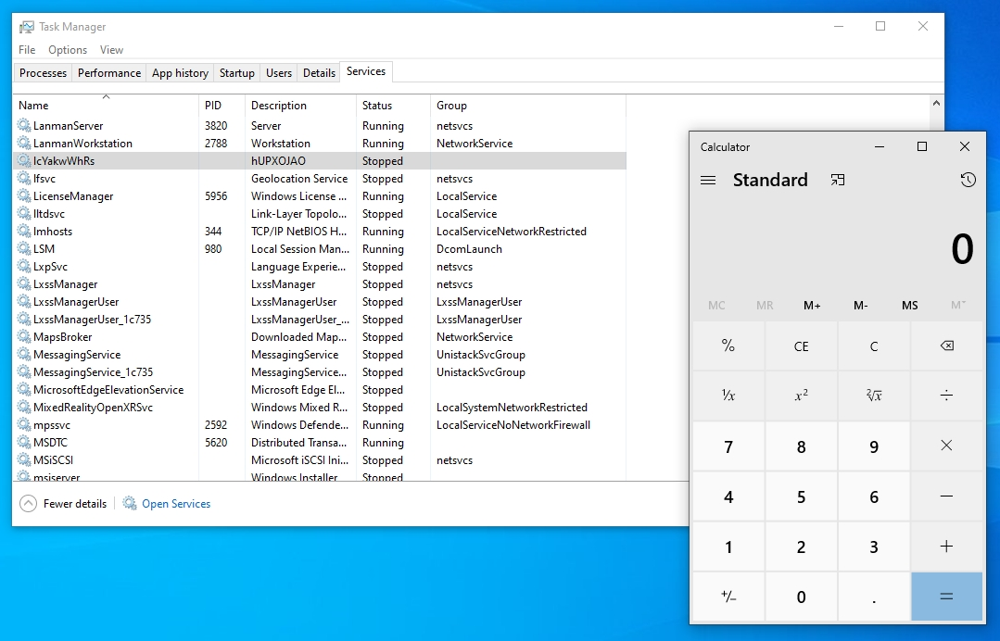 Task Manager
File Options View
Processes Performance App history Startup Users Details Services
Name PID Description Status Group
LanmanServer 3820 Server Running netsvcs
LanmanWorkstation 2788 Workstation Running NetworkService
lcYakwWhRs hUPXOJAO Stopped
lfsvc Geolocation Service Stopped netsvcs
LicenseManager 5956 Windows License ... Running LocalService
lltdsvc Link-Layer Topolo... Stopped LocalService
lmhosts 344 TCP/IP NetBIOS H... Running LocalServiceNetworkRestricted
LSM 980 Local Session Man... Running DcomLaunch
LxpSvc Language Experie... Stopped netsvcs
LxssManager LxssManager Stopped netsvcs
LxssManagerUser LxssManagerUser Stopped LxssManagerUser
LxssManagerUser_1c735 LxssManagerUser_... Stopped LxssManagerUser
MapsBroker Downloaded Map... Stopped NetworkService
MessagingService MessagingService Stopped UnistackSvcGroup
MessagingService_1c735 MessagingService... Stopped UnistackSvcGroup
MicrosoftEdgeElevationService Microsoft Edge El... Stopped
MixedRealityOpenXRSvc Windows Mixed R... Stopped LocalSystemNetworkRestricted
mpssvc 2592 Windows Defende... Running LocalServiceNoNetworkFirewall
MSDTC 5620 Distributed Transa... Running
MSiSCSI Microsoft iSCSI Ini... Stopped netsvcs
msiserver Windows Installer Stopped
Fewer details Open Services
Calculator
Standard
0
MC MR M+ M- MS Mˇ
% CE C
¹/x x² ²√x ÷
7 8 9 ×
4 5 6 −
1 2 3 +
+/− 0 . =